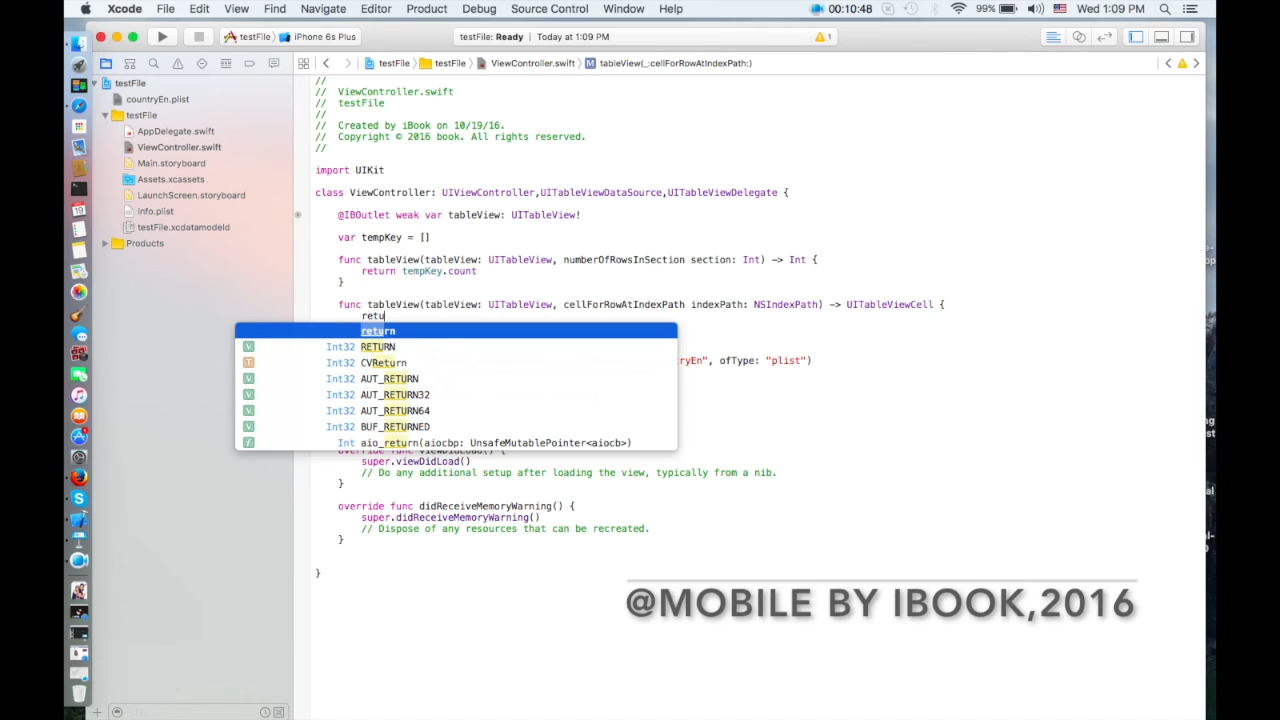 Xcode File Edit View Find Navigate Editor Product Debug Source Control Window Help 00:10:48 99% Wed 1:09 PM
testFile iPhone 6s Plus testFile: Ready Today at 1:09 PM 1
testFile testFile ViewController.swift M tableView(_:cellForRowAtIndexPath:)
testFile
countryEn.plist
testFile
AppDelegate.swift
ViewController.swift
Main.storyboard
Assets.xcassets
LaunchScreen.storyboard
Info.plist
testFile.xcdatamodeld
Products
//
// ViewController.swift
// testFile
//
// Created by iBook on 10/19/16.
// Copyright © 2016 book. All rights reserved.
//
import UIKit
class ViewController: UIViewController,UITableViewDataSource,UITableViewDelegate {
@IBOutlet weak var tableView: UITableView!
var tempKey = []
func tableView(tableView: UITableView, numberOfRowsInSection section: Int) -> Int {
return tempKey.count
}
func tableView(tableView: UITableView, cellForRowAtIndexPath indexPath: NSIndexPath) -> UITableViewCell {
retu
return
V Int32 RETURN
T Int32 CVReturn
V Int32 AUT_RETURN
V Int32 AUT_RETURN32
V Int32 AUT_RETURN64
V Int32 BUF_RETURNED
f Int aio_return(aiocbp: UnsafeMutablePointer<aiocb>)
ryEn", ofType: "plist")
override func viewDidLoad() {
super.viewDidLoad()
// Do any additional setup after loading the view, typically from a nib.
}
override func didReceiveMemoryWarning() {
super.didReceiveMemoryWarning()
// Dispose of any resources that can be recreated.
}
}
@MOBILE BY IBOOK,2016